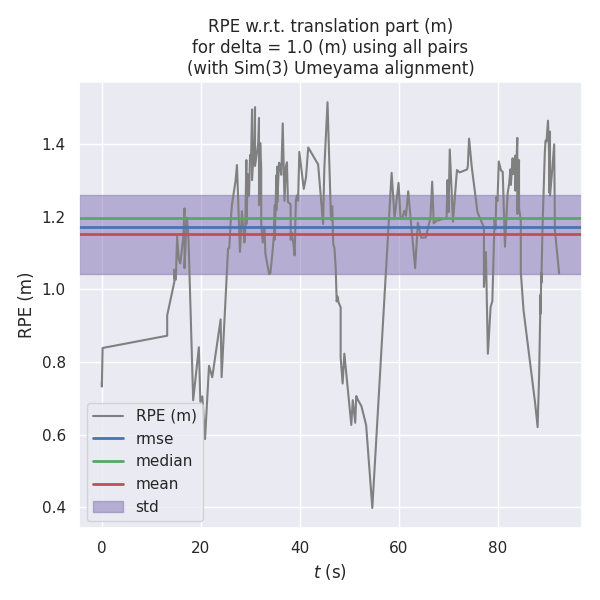 RPE w.r.t. translation part (m)
for delta = 1.0 (m) using all pairs
(with Sim(3) Umeyama alignment)
RPE (m)
1.4
1.2
1.0
0.8
0.6
0.4
RPE (m)
rmse
median
mean
std
0 20 40 60 80
t (s)